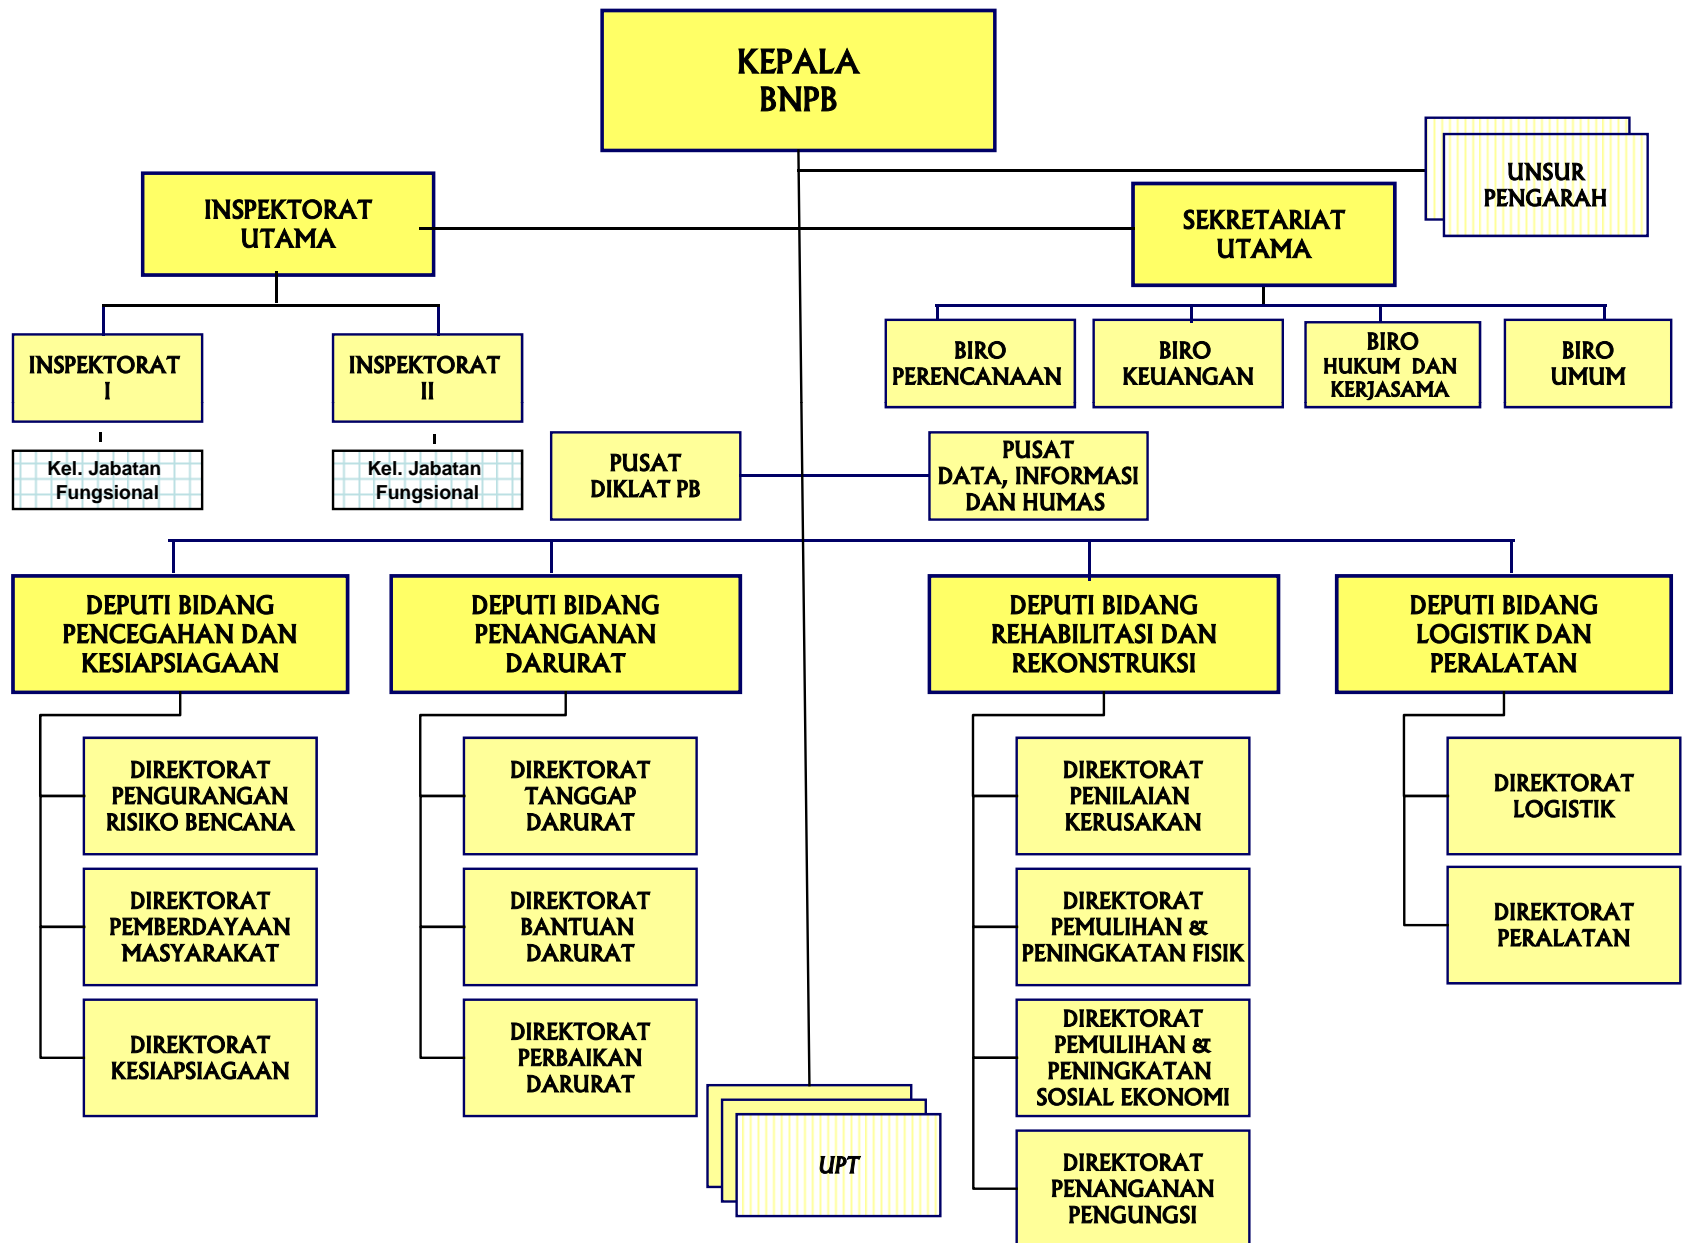 KEPALA
BNPB
UNSUR
PENGARAH
INSPEKTORAT
UTAMA
SEKRETARIAT
UTAMA
INSPEKTORAT
I
INSPEKTORAT
II
BIRO
PERENCANAAN
BIRO
KEUANGAN
BIRO
HUKUM DAN
KERJASAMA
BIRO
UMUM
Kel. Jabatan
Fungsional
Kel. Jabatan
Fungsional
PUSAT
DIKLAT PB
PUSAT
DATA, INFORMASI
DAN HUMAS
DEPUTI BIDANG
PENCEGAHAN DAN
KESIAPSIAGAAN
DEPUTI BIDANG
PENANGANAN
DARURAT
DEPUTI BIDANG
REHABILITASI DAN
REKONSTRUKSI
DEPUTI BIDANG
LOGISTIK DAN
PERALATAN
DIREKTORAT
PENGURANGAN
RISIKO BENCANA
DIREKTORAT
PEMBERDAYAAN
MASYARAKAT
DIREKTORAT
KESIAPSIAGAAN
DIREKTORAT
TANGGAP
DARURAT
DIREKTORAT
BANTUAN
DARURAT
DIREKTORAT
PERBAIKAN
DARURAT
DIREKTORAT
PENILAIAN
KERUSAKAN
DIREKTORAT
PEMULIHAN &
PENINGKATAN FISIK
DIREKTORAT
PEMULIHAN &
PENINGKATAN
SOSIAL EKONOMI
DIREKTORAT
PENANGANAN
PENGUNGSI
DIREKTORAT
LOGISTIK
DIREKTORAT
PERALATAN
UPT